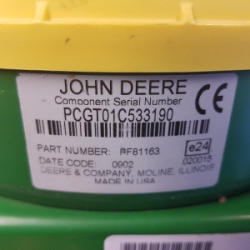 JOHN DEERE
Component Serial Number
PCGT01C533190
PART NUMBER: PF81163 e24
DATE CODE: 0902 020015
DEERE & COMPANY, MOLINE, ILLINOIS
MADE IN USA
CE